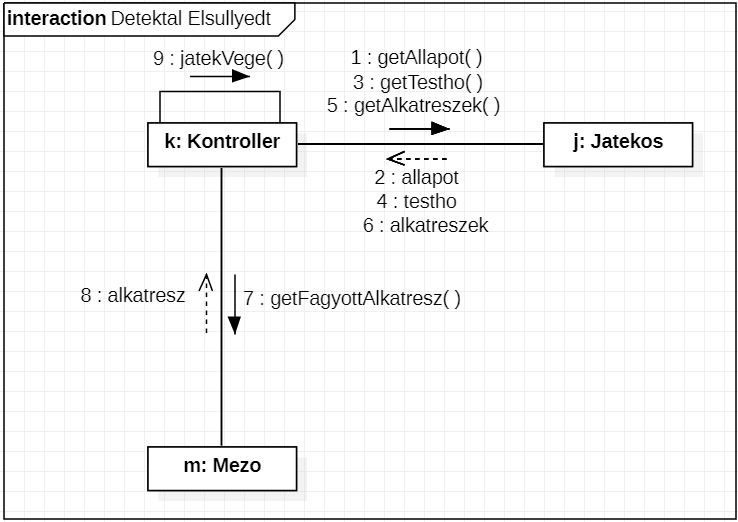 interaction Detektal Elsullyedt
9 : jatekVege( )
1 : getAllapot( )
3 : getTestho( )
5 : getAlkatreszek( )
k: Kontroller
j: Jatekos
2 : allapot
4 : testho
6 : alkatreszek
8 : alkatresz
7 : getFagyottAlkatresz( )
m: Mezo